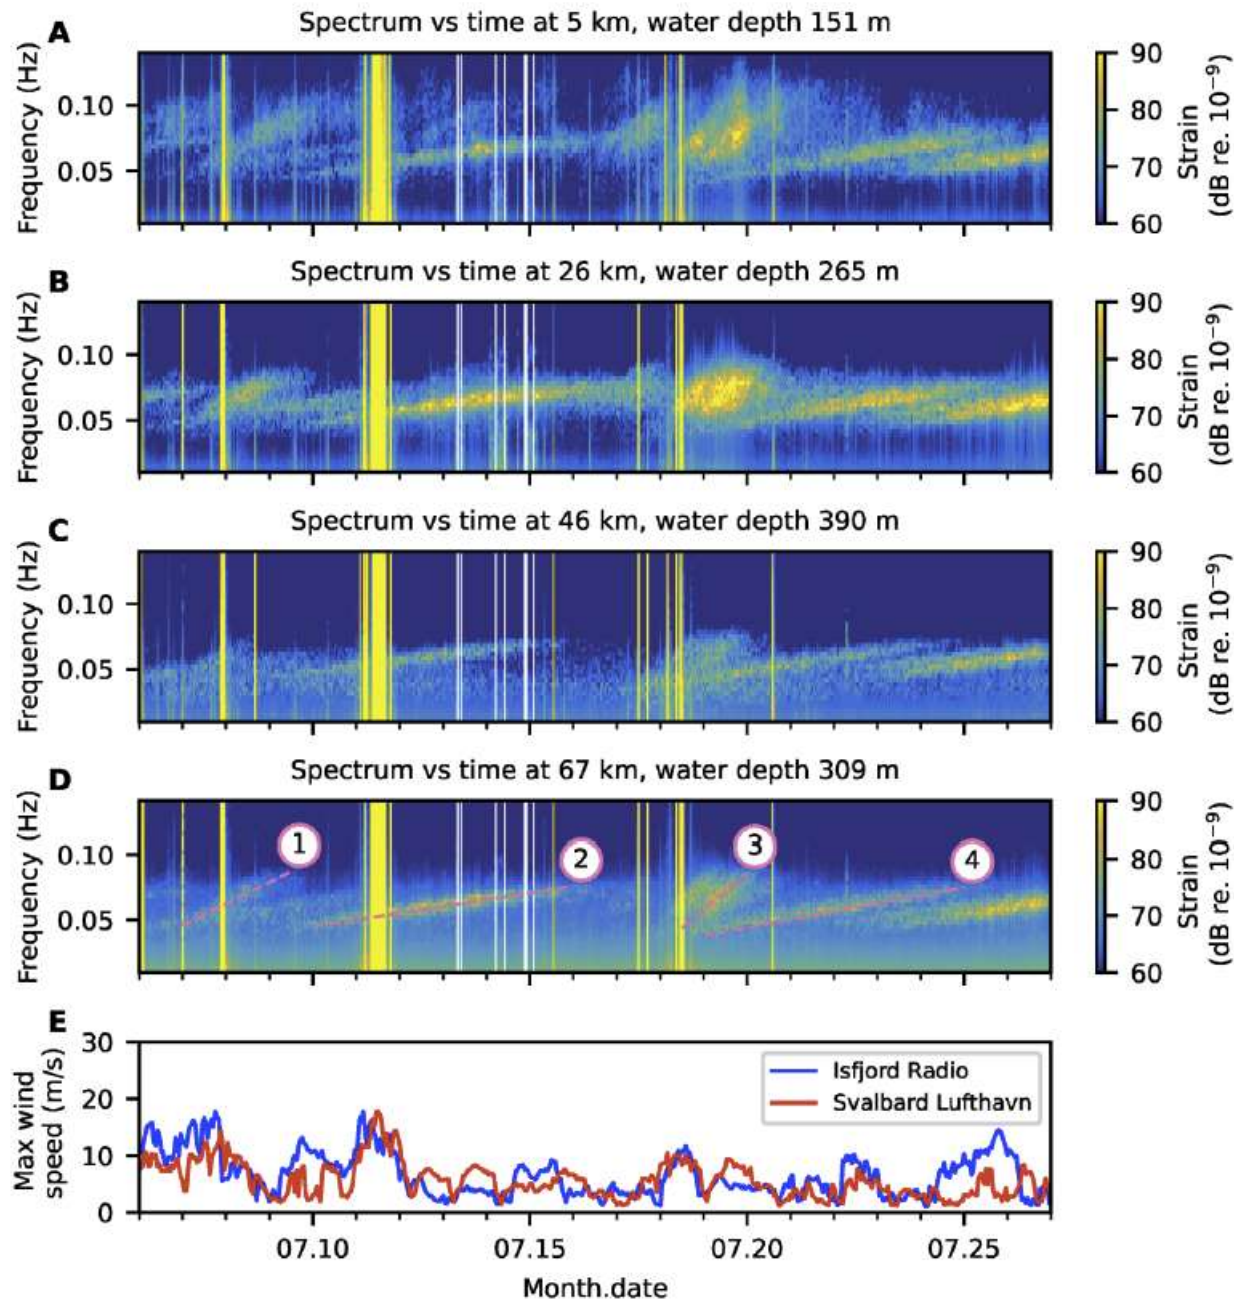 A Spectrum vs time at 5 km, water depth 151 m
Frequency (Hz)
0.10
0.05
90
80
70
60
Strain
(dB re. 10⁻⁹)
B Spectrum vs time at 26 km, water depth 265 m
Frequency (Hz)
0.10
0.05
90
80
70
60
Strain
(dB re. 10⁻⁹)
C Spectrum vs time at 46 km, water depth 390 m
Frequency (Hz)
0.10
0.05
90
80
70
60
Strain
(dB re. 10⁻⁹)
D Spectrum vs time at 67 km, water depth 309 m
Frequency (Hz)
0.10
0.05
1
2
3
4
90
80
70
60
Strain
(dB re. 10⁻⁹)
E
Max wind
speed (m/s)
30
20
10
0
Isfjord Radio
Svalbard Lufthavn
07.10 07.15 07.20 07.25
Month.date